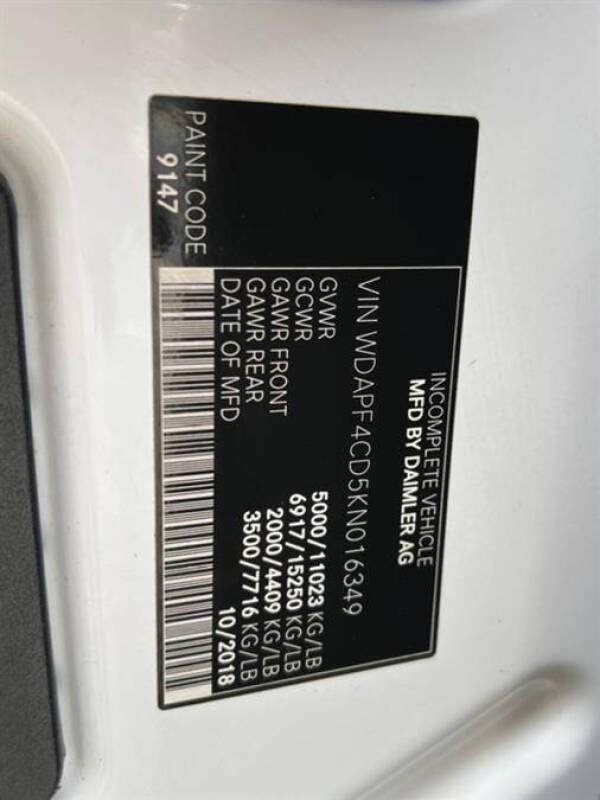 INCOMPLETE VEHICLE
MFD BY DAIMLER AG
VIN WDAPF4CD5KN016349
GVWR 5000/11023 KG/LB
GCWR 6917/15250 KG/LB
GAWR FRONT 2000/4409 KG/LB
GAWR REAR 3500/7716 KG/LB
DATE OF MFD 10/2018
PAINT CODE
9147